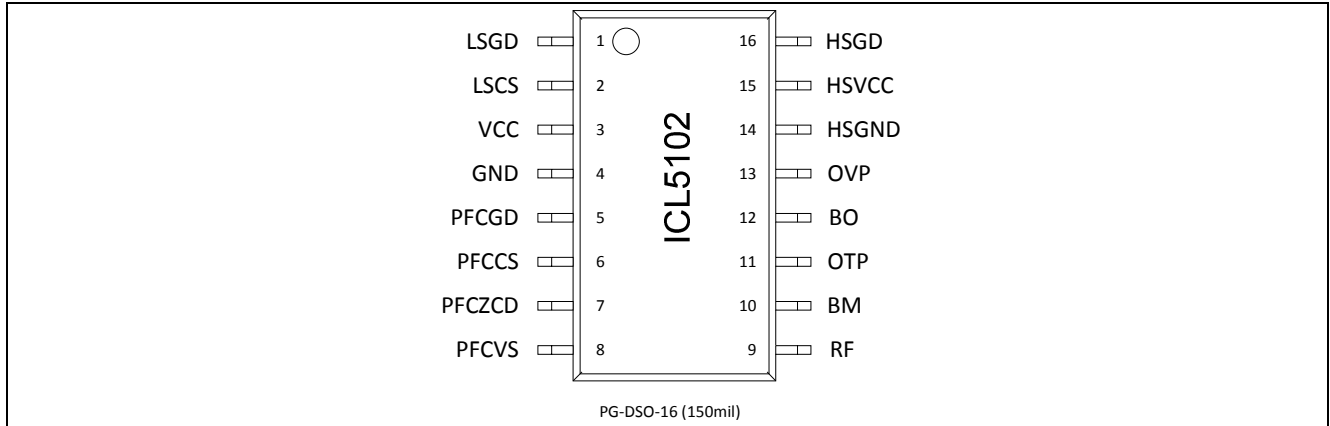 LSGD 1 16 HSGD
LSCS 2 15 HSVCC
VCC 3 14 HSGND
GND 4 13 OVP
PFCGD 5 12 BO
PFCCS 6 11 OTP
PFCZCD 7 10 BM
PFCVS 8 9 RF
ICL5102
PG-DSO-16 (150mil)